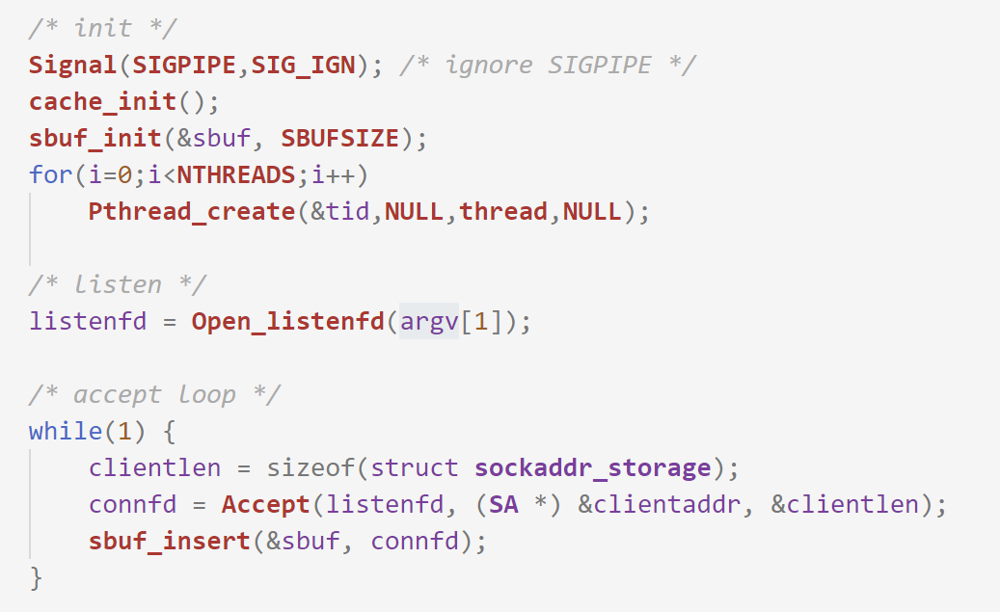 /* init */
Signal(SIGPIPE,SIG_IGN); /* ignore SIGPIPE */
cache_init();
sbuf_init(&sbuf, SBUFSIZE);
for(i=0;i<NTHREADS;i++)
    Pthread_create(&tid,NULL,thread,NULL);
/* listen */
listenfd = Open_listenfd(argv[1]);
/* accept loop */
while(1) {
    clientlen = sizeof(struct sockaddr_storage);
    connfd = Accept(listenfd, (SA *) &clientaddr, &clientlen);
    sbuf_insert(&sbuf, connfd);
}